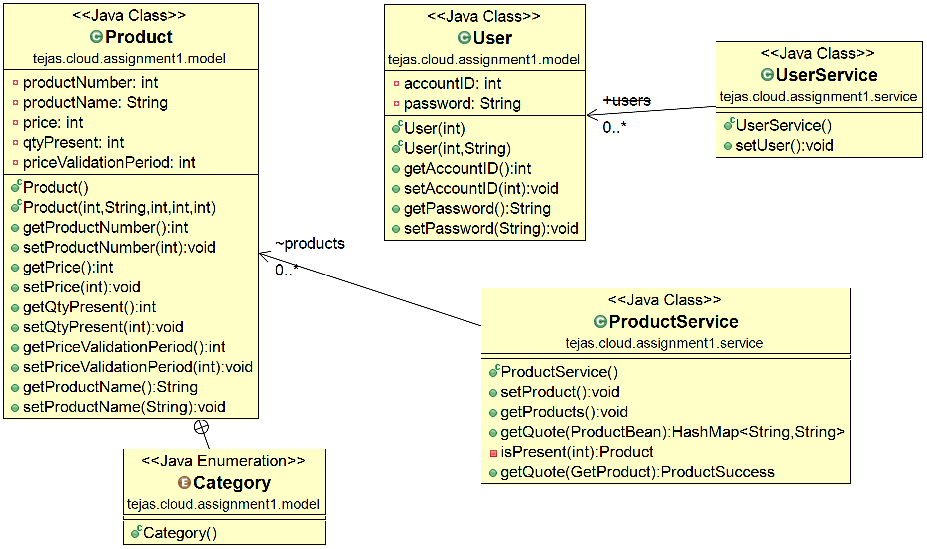 <<Java Class>>
Product
tejas.cloud.assignment1.model
productNumber: int
productName: String
price: int
qtyPresent: int
priceValidationPeriod: int
Product()
Product(int,String,int,int,int)
getProductNumber():int
setProductNumber(int):void
getPrice():int
setPrice(int):void
getQtyPresent():int
setQtyPresent(int):void
getPriceValidationPeriod():int
setPriceValidationPeriod(int):void
getProductName():String
setProductName(String):void
<<Java Class>>
User
tejas.cloud.assignment1.model
accountID: int
password: String
User(int)
User(int,String)
getAccountID():int
setAccountID(int):void
getPassword():String
setPassword(String):void
+users
0..*
<<Java Class>>
UserService
tejas.cloud.assignment1.service
UserService()
setUser():void
~products
0..*
<<Java Class>>
ProductService
tejas.cloud.assignment1.service
ProductService()
setProduct():void
getProducts():void
getQuote(ProductBean):HashMap<String,String>
isPresent(int):Product
getQuote(GetProduct):ProductSuccess
<<Java Enumeration>>
Category
tejas.cloud.assignment1.model
Category()